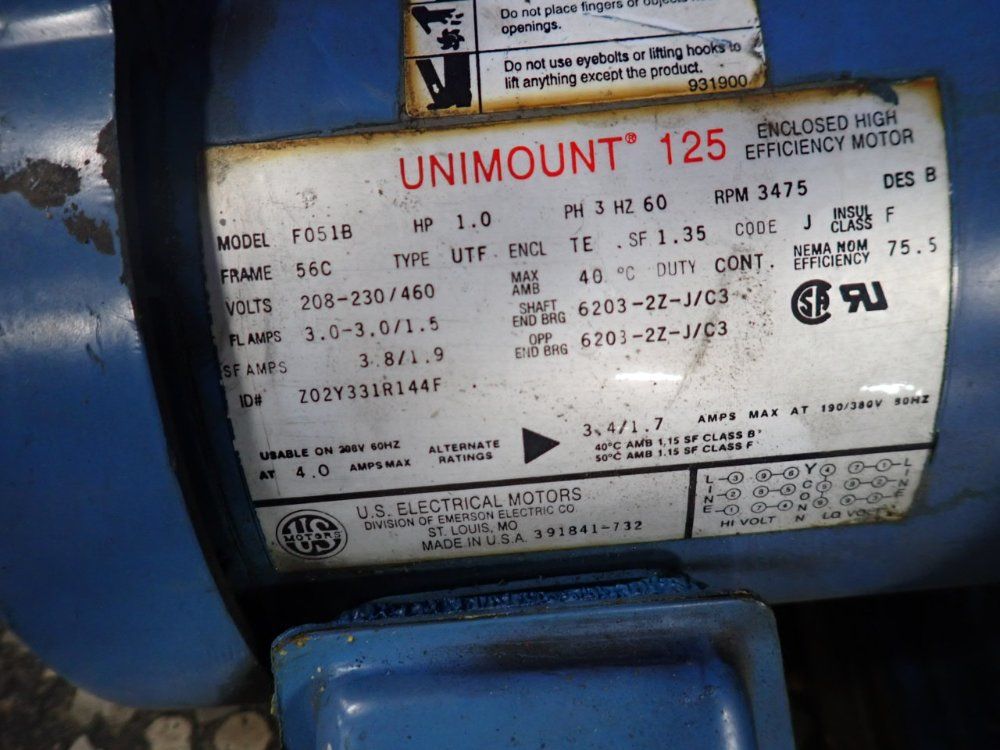 Do not place fingers or
openings.
Do not use eyebolts or lifting hooks to
lift anything except the product.
931900
UNIMOUNT® 125 ENCLOSED HIGH EFFICIENCY MOTOR
MODEL F051B HP 1.0 PH 3 HZ 60 RPM 3475 DES B
FRAME 56C TYPE UTF ENCL TE SF 1.35 CODE J INSUL CLASS F
VOLTS 208-230/460 MAX AMB 40 °C DUTY CONT. NEMA NOM EFFICIENCY 75.5
FL AMPS 3.0-3.0/1.5 SHAFT END BRG 6203-2Z-J/C3
SF AMPS 3.8/1.9 OPP END BRG 6203-2Z-J/C3
SA UR
ID# Z02Y331R144F
USABLE ON 208V 60HZ
AT 4.0 AMPS MAX
ALTERNATE
RATINGS
3.4/1.7 AMPS MAX AT 190/380V 50HZ
40°C AMB 1.15 SF CLASS B
50°C AMB 1.15 SF CLASS F
US
MOTORS
U.S. ELECTRICAL MOTORS
DIVISION OF EMERSON ELECTRIC CO.
ST. LOUIS, MO
MADE IN U.S.A. 391841-732
LINE
Y CONN
LINE
HI VOLT